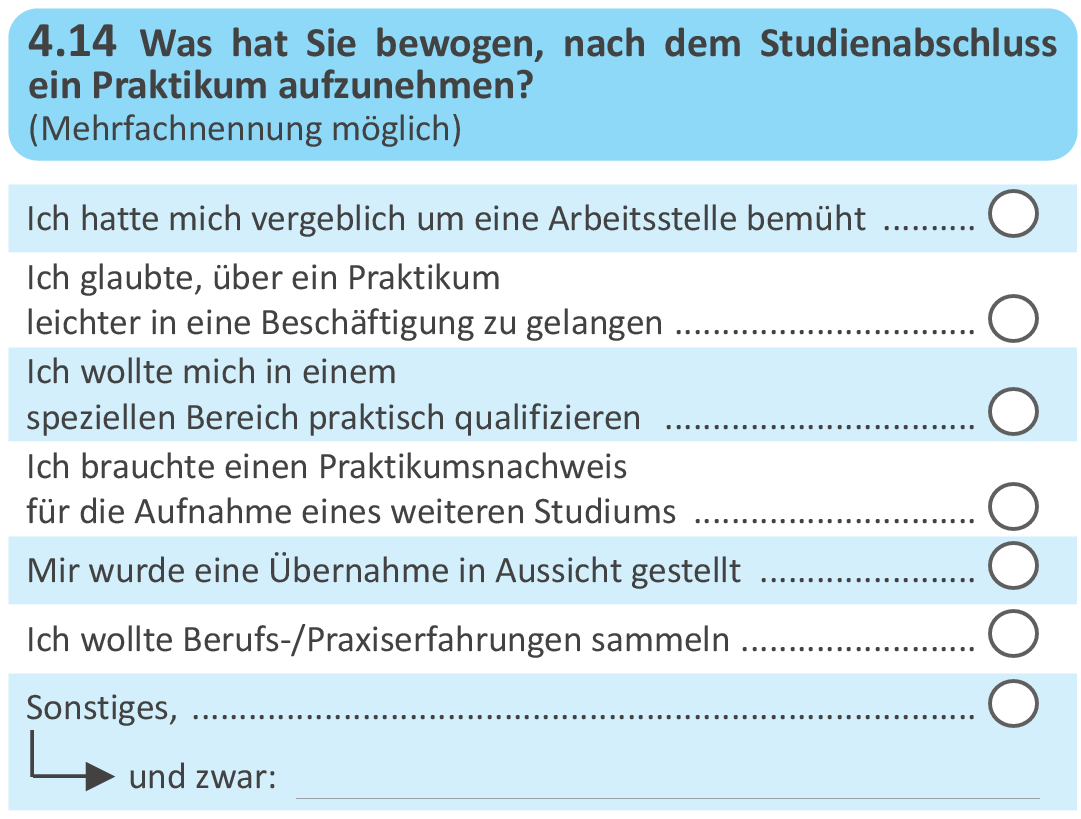 4.14 Was hat Sie bewogen, nach dem Studienabschluss
ein Praktikum aufzunehmen?
(Mehrfachnennung möglich)
Ich hatte mich vergeblich um eine Arbeitsstelle bemüht ..........
Ich glaubte, über ein Praktikum
leichter in eine Beschäftigung zu gelangen ................................
Ich wollte mich in einem
speziellen Bereich praktisch qualifizieren .................................
Ich brauchte einen Praktikumsnachweis
für die Aufnahme eines weiteren Studiums ..............................
Mir wurde eine Übernahme in Aussicht gestellt .......................
Ich wollte Berufs-/Praxiserfahrungen sammeln .........................
Sonstiges, ...................................................................................
und zwar: